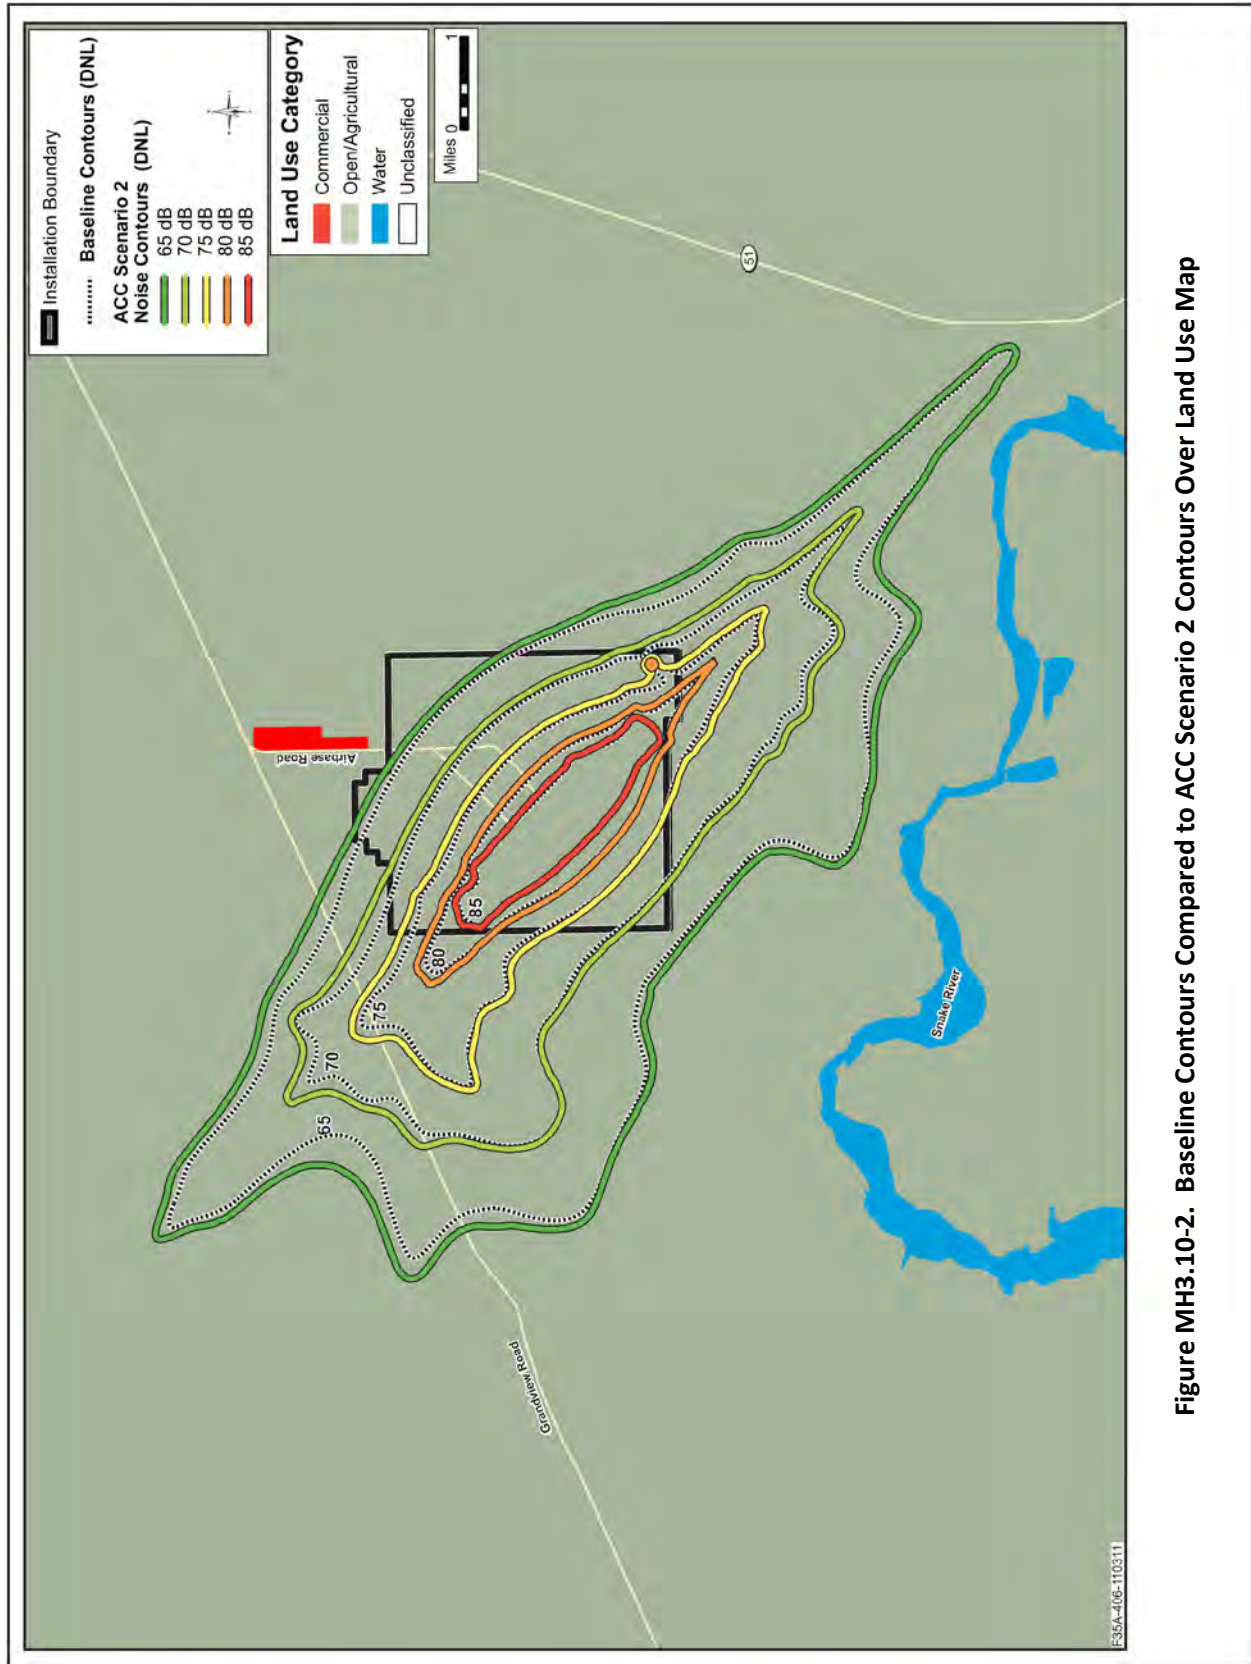 Installation Boundary
Baseline Contours (DNL)
ACC Scenario 2
Noise Contours (DNL)
65 dB
70 dB
75 dB
80 dB
85 dB
Land Use Category
Commercial
Open/Agricultural
Water
Unclassified
Miles 0 1
51
Airbase Road
65
70
75
80
85
Grandview Road
Snake River
F35A-406-110311
Figure MH3.10-2. Baseline Contours Compared to ACC Scenario 2 Contours Over Land Use Map